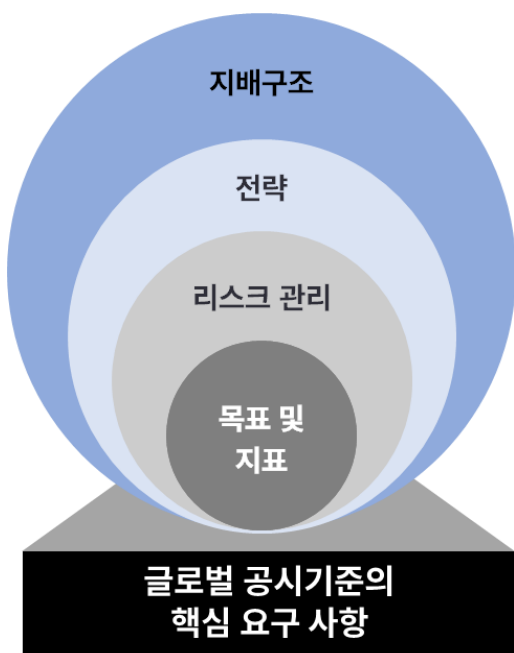 지배구조
전략
리스크 관리
목표 및
지표
글로벌 공시기준의
핵심 요구 사항